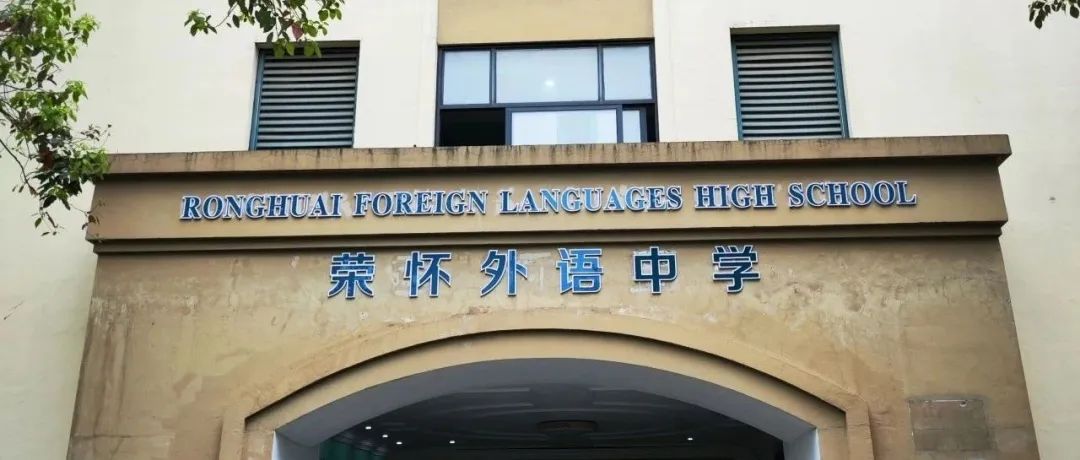 RONGHUAI FOREIGN LANGUAGES HIGH SCHOOL
荣怀外语中学